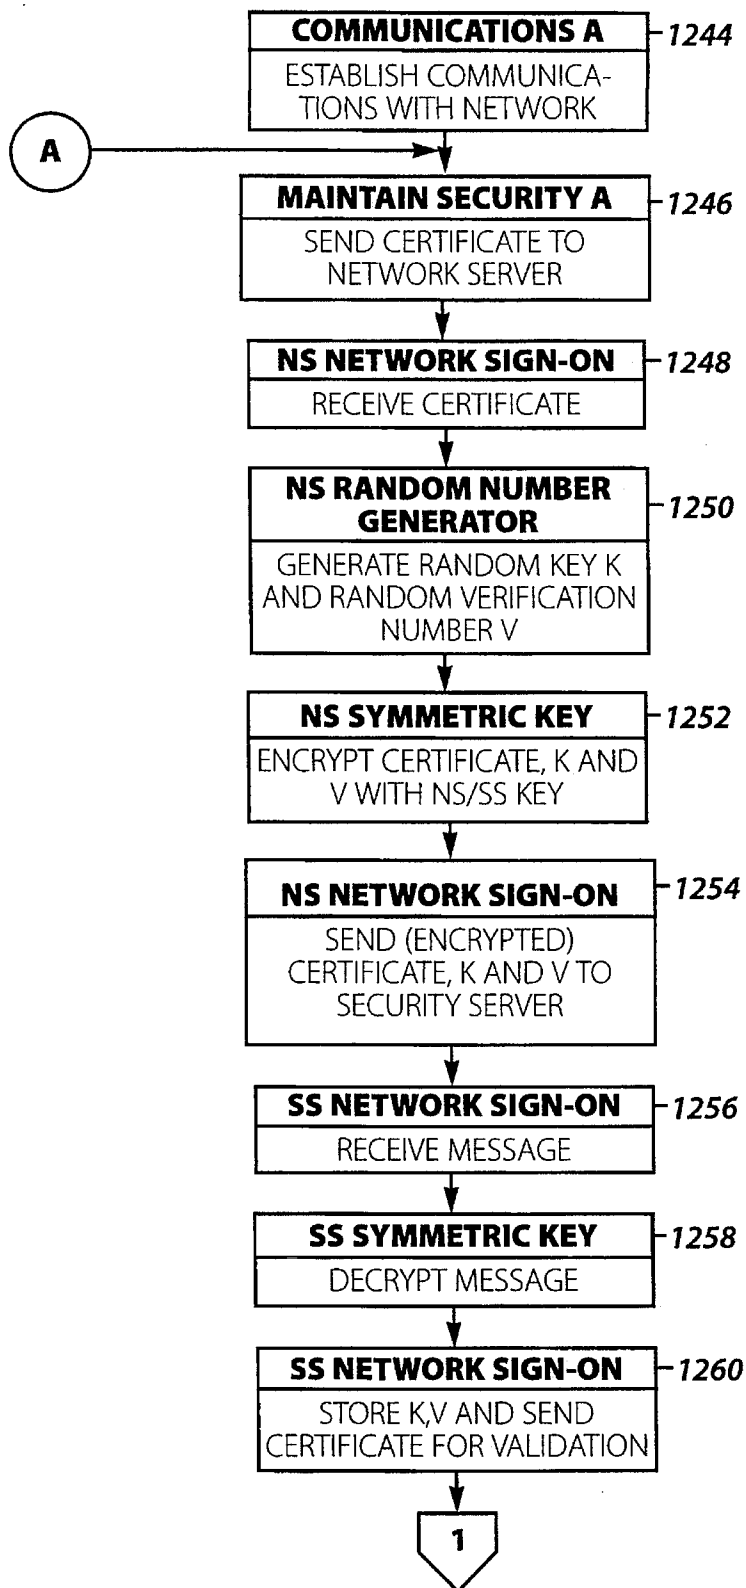 COMMUNICATIONS A
1244
ESTABLISH COMMUNICA-
TIONS WITH NETWORK
A
MAINTAIN SECURITY A
1246
SEND CERTIFICATE TO
NETWORK SERVER
NS NETWORK SIGN-ON
1248
RECEIVE CERTIFICATE
NS RANDOM NUMBER
GENERATOR
1250
GENERATE RANDOM KEY K
AND RANDOM VERIFICATION
NUMBER V
NS SYMMETRIC KEY
1252
ENCRYPT CERTIFICATE, K AND
V WITH NS/SS KEY
NS NETWORK SIGN-ON
1254
SEND (ENCRYPTED)
CERTIFICATE, K AND V TO
SECURITY SERVER
SS NETWORK SIGN-ON
1256
RECEIVE MESSAGE
SS SYMMETRIC KEY
1258
DECRYPT MESSAGE
SS NETWORK SIGN-ON
1260
STORE K,V AND SEND
CERTIFICATE FOR VALIDATION
1